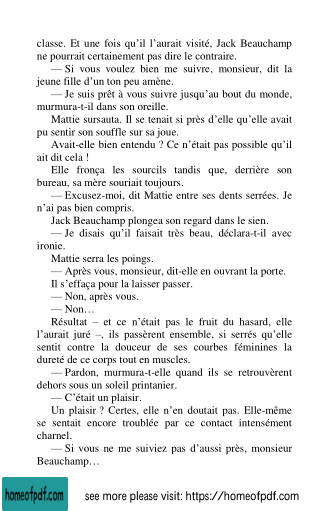 classe. Et une fois qu'il l'aurait visité, Jack Beauchamp
ne pourrait certainement pas dire le contraire.
— Si vous voulez bien me suivre, monsieur, dit la
jeune fille d'un ton peu amène.
— Je suis prêt à vous suivre jusqu'au bout du monde,
murmura-t-il dans son oreille.
Mattie sursauta. Il se tenait si près d'elle qu'elle avait
pu sentir son souffle sur sa joue.
Avait-elle bien entendu ? Ce n'était pas possible qu'il
ait dit cela !
Elle fronça les sourcils tandis que, derrière son
bureau, sa mère souriait toujours.
— Excusez-moi, dit Mattie entre ses dents serrées. Je
n'ai pas bien compris.
Jack Beauchamp plongea son regard dans le sien.
— Je disais qu'il faisait très beau, déclara-t-il avec
ironie.
Mattie serra les poings.
— Après vous, monsieur, dit-elle en ouvrant la porte.
Il s'effaça pour la laisser passer.
— Non, après vous.
— Non…
Résultat – et ce n'était pas le fruit du hasard, elle
l'aurait juré –, ils passèrent ensemble, si serrés qu'elle
sentit contre la douceur de ses courbes féminines la
dureté de ce corps tout en muscles.
— Pardon, murmura-t-elle quand ils se retrouvèrent
dehors sous un soleil printanier.
— C'était un plaisir.
Un plaisir ? Certes, elle n'en doutait pas. Elle-même
se sentait encore troublée par ce contact intensément
charnel.
— Si vous ne me suiviez pas d'aussi près, monsieur
Beauchamp…
homeofpdf.com
see more please visit: https://homeofpdf.com